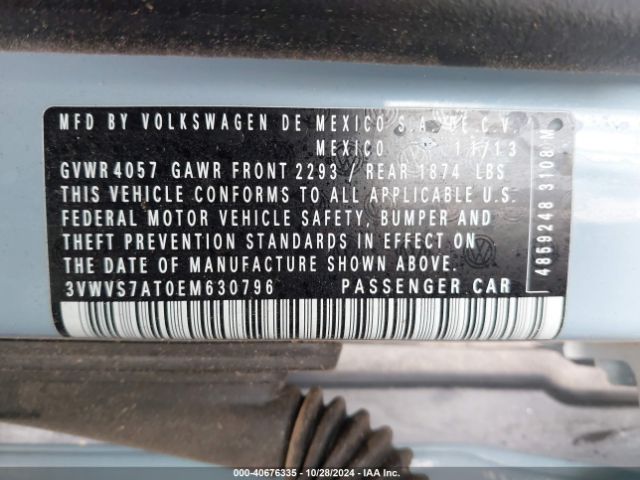 MFD BY VOLKSWAGEN DE MEXICO S.A. DE C.V.
MEXICO 11/13
GVWR 4057 GAWR FRONT 2293 / REAR 1874 LBS
THIS VEHICLE CONFORMS TO ALL APPLICABLE U.S.
FEDERAL MOTOR VEHICLE SAFETY, BUMPER AND
THEFT PREVENTION STANDARDS IN EFFECT ON
THE DATE OF MANUFACTURE SHOWN ABOVE.
3VWVS7AT0EM630796 PASSENGER CAR
4859248 3108 M
000-40676335 - 10/28/2024 - IAA Inc.